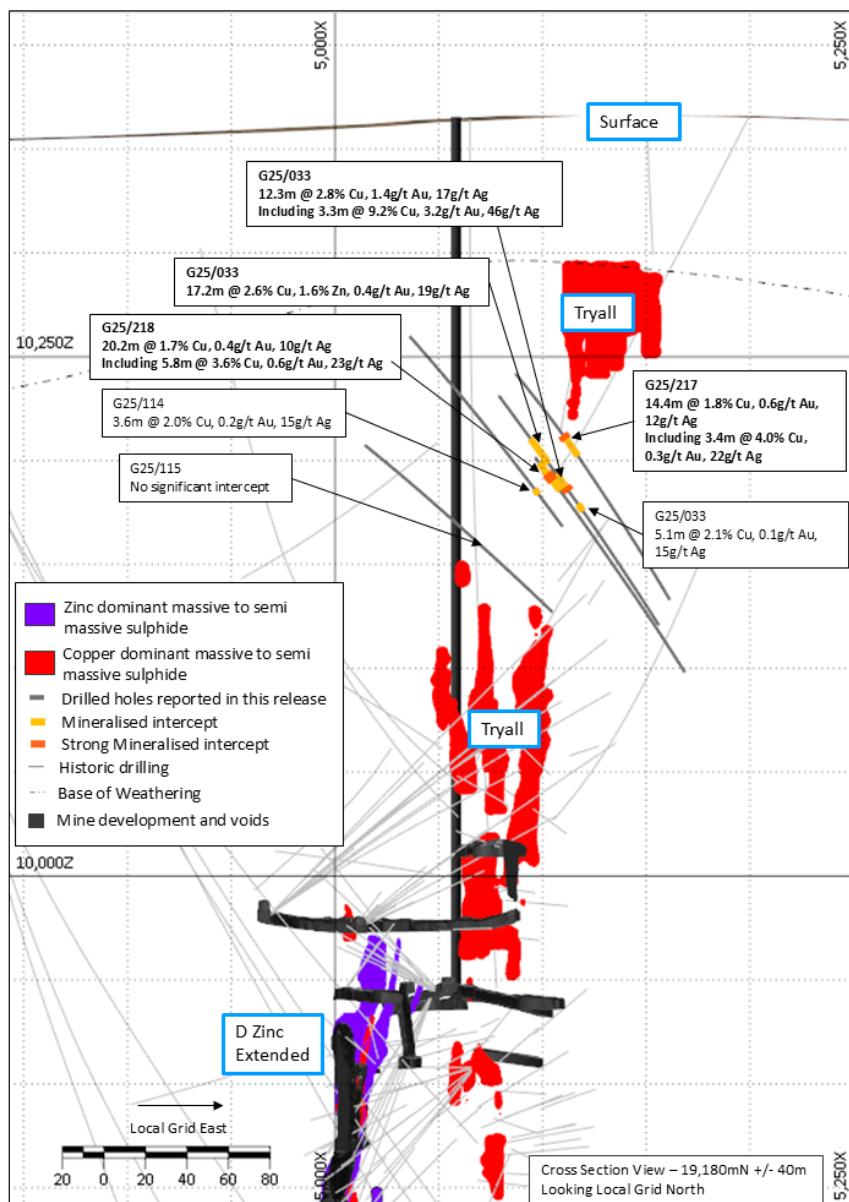 5,000X
5,250X
Surface
G25/033
12.3m @ 2.8% Cu, 1.4g/t Au, 17g/t Ag
Including 3.3m @ 9.2% Cu, 3.2g/t Au, 46g/t Ag
G25/033
17.2m @ 2.6% Cu, 1.6% Zn, 0.4g/t Au, 19g/t Ag
Tryall
G25/218
20.2m @ 1.7% Cu, 0.4g/t Au, 10g/t Ag
Including 5.8m @ 3.6% Cu, 0.6g/t Au, 23g/t Ag
10,250Z
G25/217
14.4m @ 1.8% Cu, 0.6g/t Au,
12g/t Ag
Including 3.4m @ 4.0% Cu,
0.3g/t Au, 22g/t Ag
G25/114
3.6m @ 2.0% Cu, 0.2g/t Au, 15g/t Ag
G25/115
No significant intercept
G25/033
5.1m @ 2.1% Cu, 0.1g/t Au,
15g/t Ag
Zinc dominant massive to semi
massive sulphide
Copper dominant massive to semi
massive sulphide
Drilled holes reported in this release
Mineralised intercept
Strong Mineralised intercept
Historic drilling
Base of Weathering
Mine development and voids
Tryall
10,000Z
D Zinc
Extended
Local Grid East
20 0 20 40 60 80
5,000X
5,250X
Cross Section View – 19,180mN +/- 40m
Looking Local Grid North